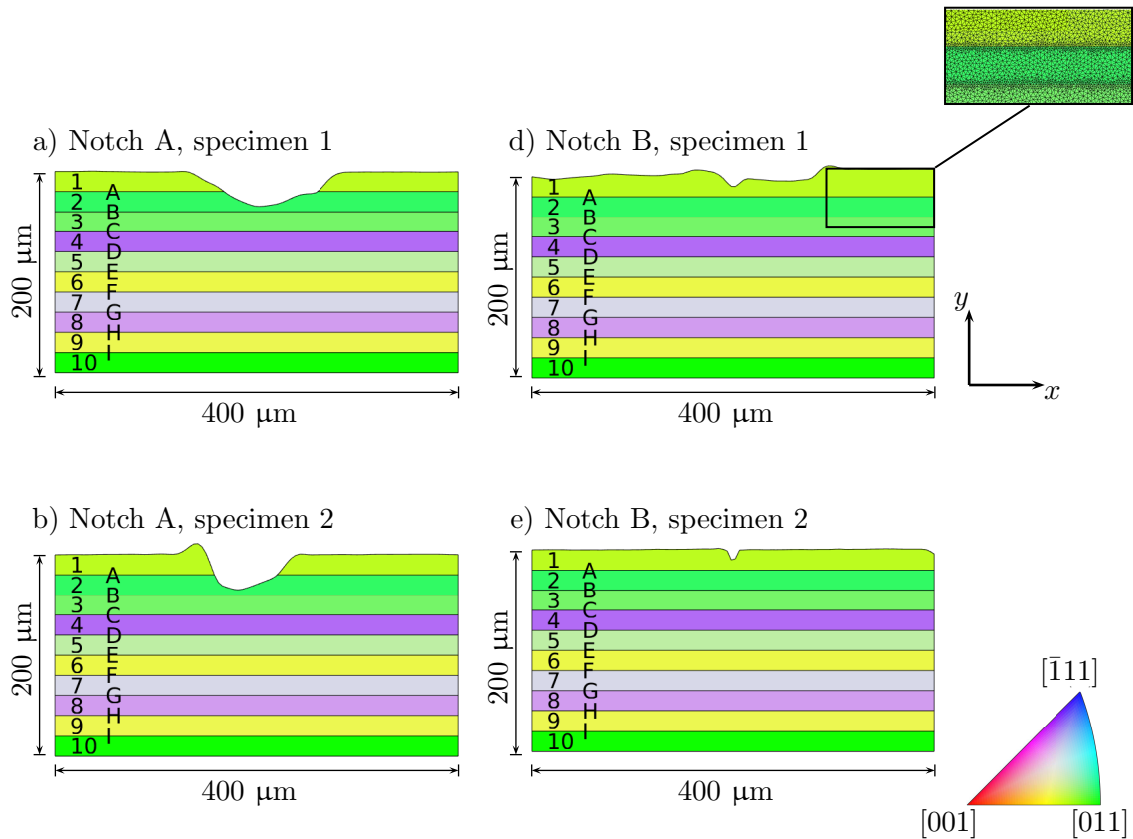 a) Notch A, specimen 1
1
A
2
B
3
C
4
D
5
E
6
F
7
G
8
H
9
I
10
200 μm
400 μm
d) Notch B, specimen 1
1
A
2
B
3
C
4
D
5
E
6
F
7
G
8
H
9
I
10
200 μm
400 μm
y
x
b) Notch A, specimen 2
1
A
2
B
3
C
4
D
5
E
6
F
7
G
8
H
9
I
10
200 μm
400 μm
e) Notch B, specimen 2
1
A
2
B
3
C
4
D
5
E
6
F
7
G
8
H
9
I
10
200 μm
400 μm
[1̄11]
[001]
[011]